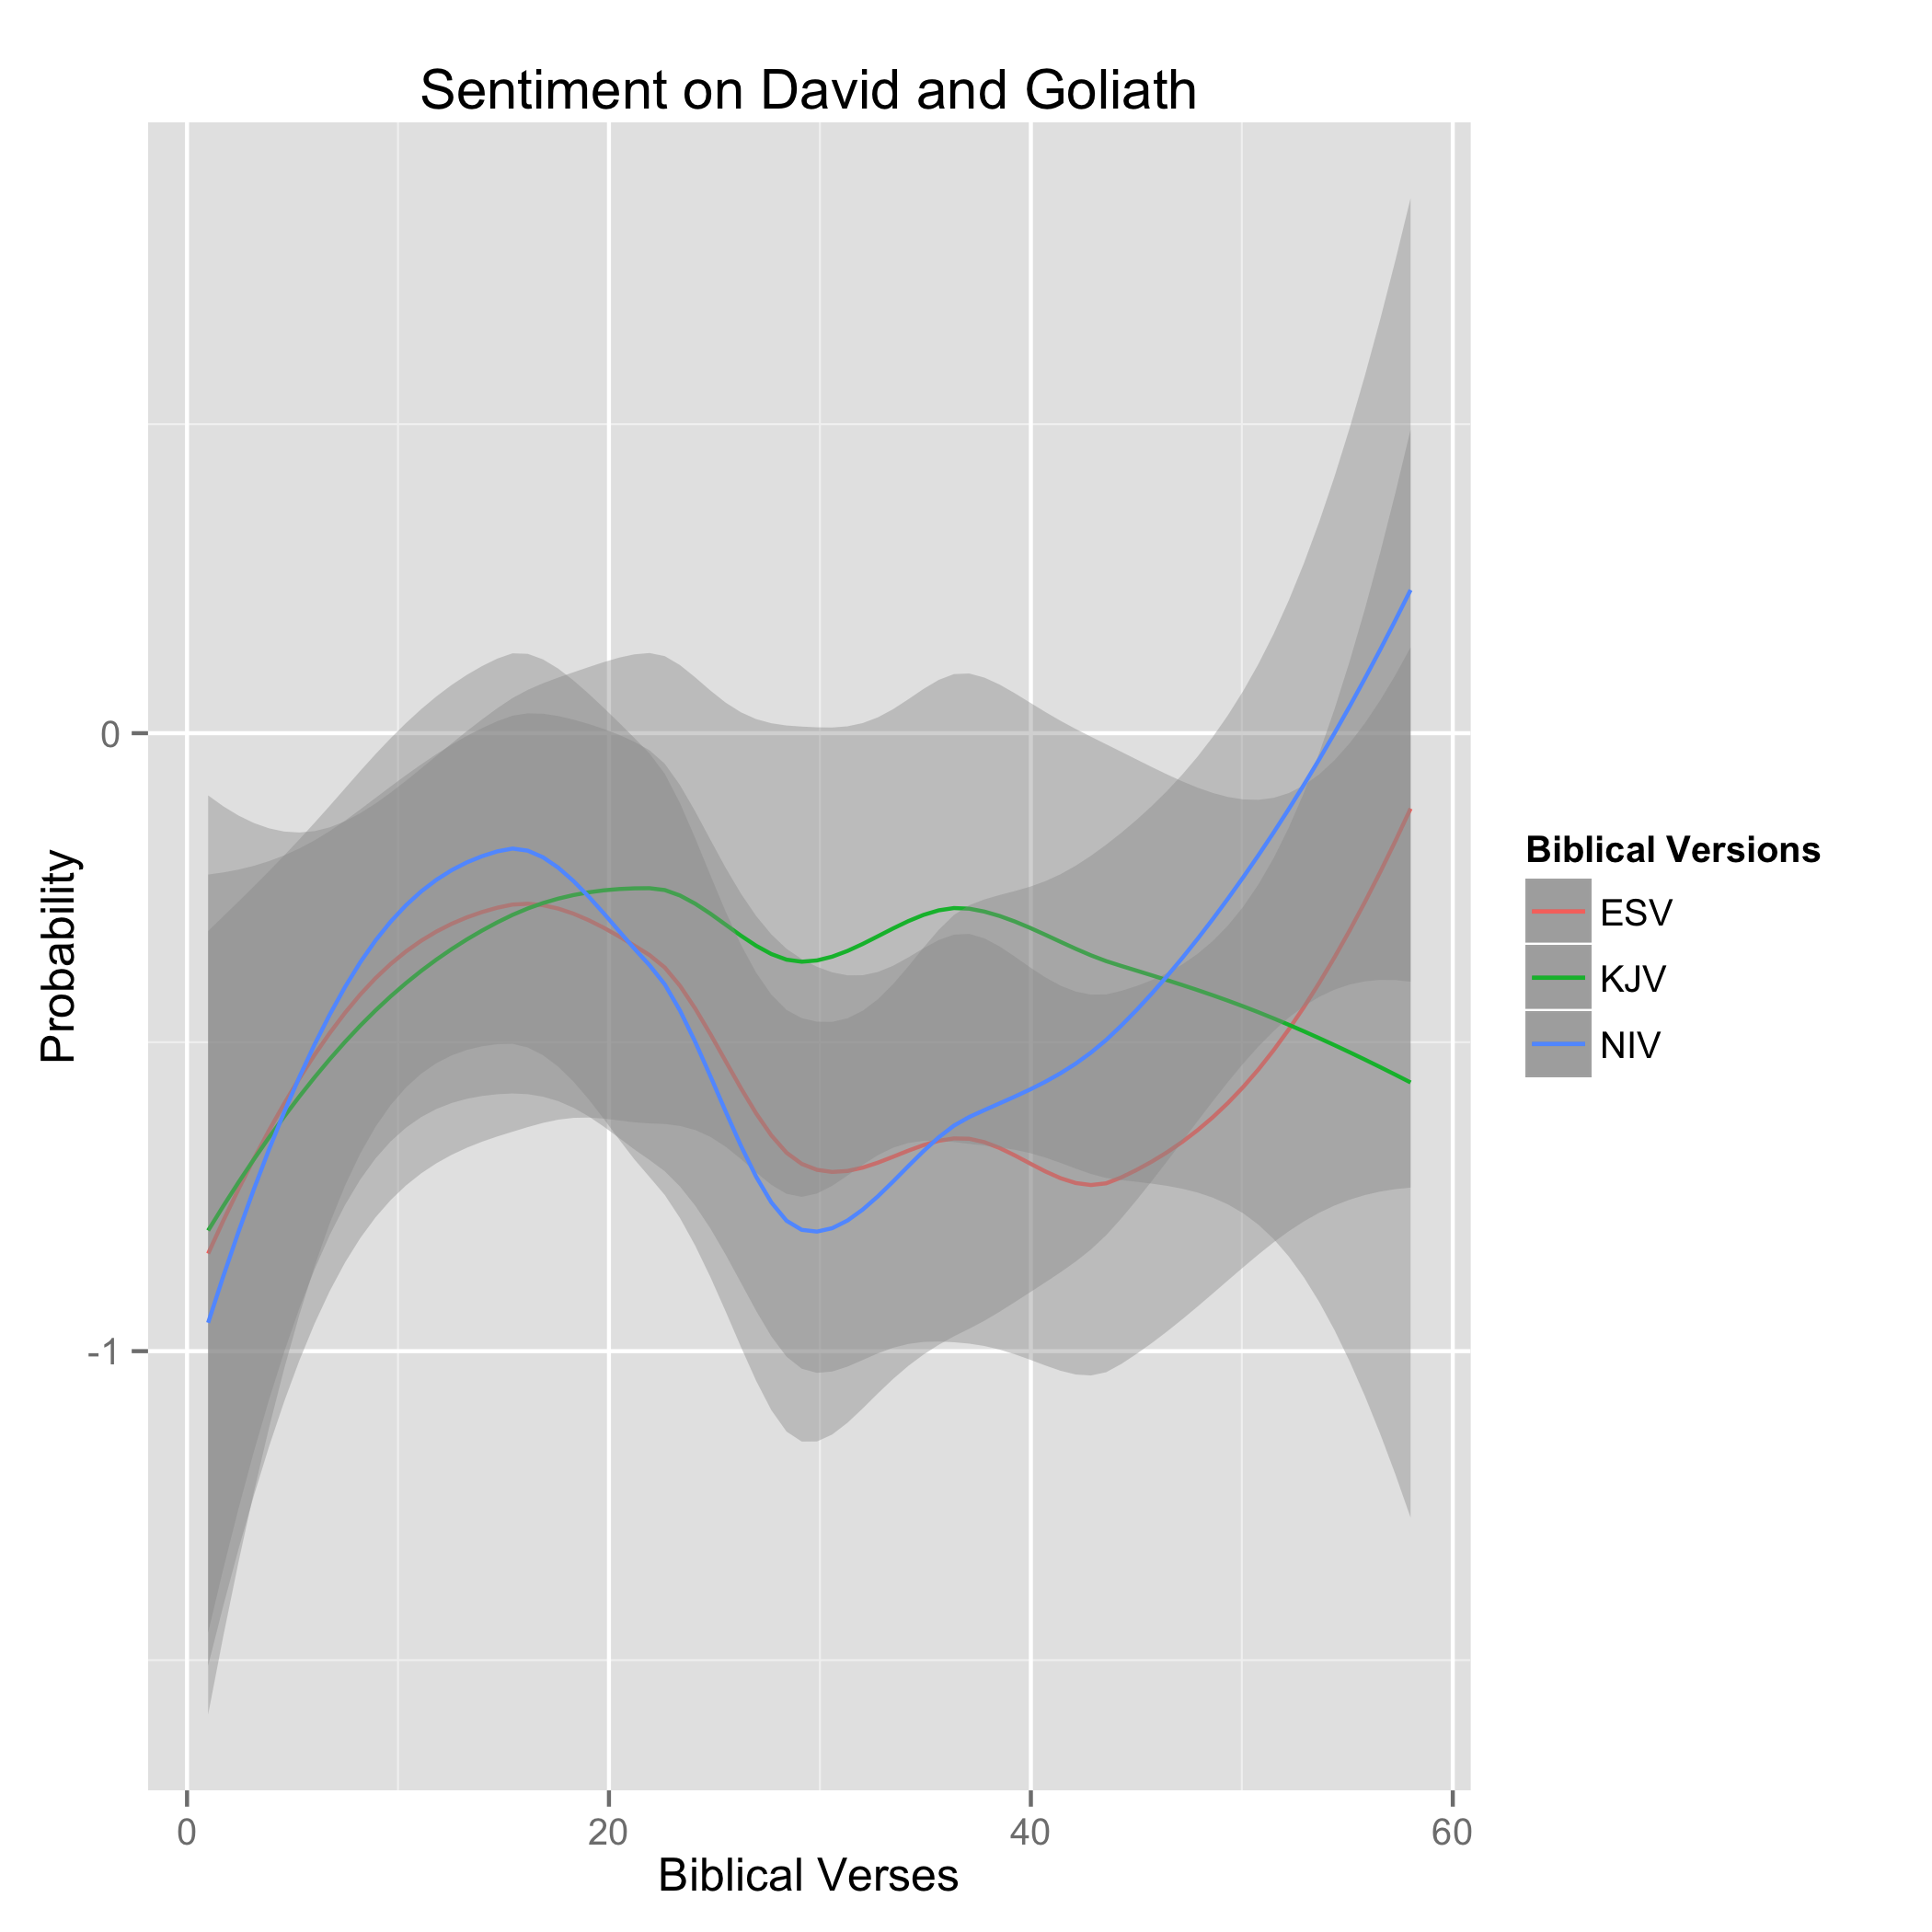 Sentiment on David and Goliath
Probability
0
-1
0 20 40 60
Biblical Verses
Biblical Versions
ESV
KJV
NIV